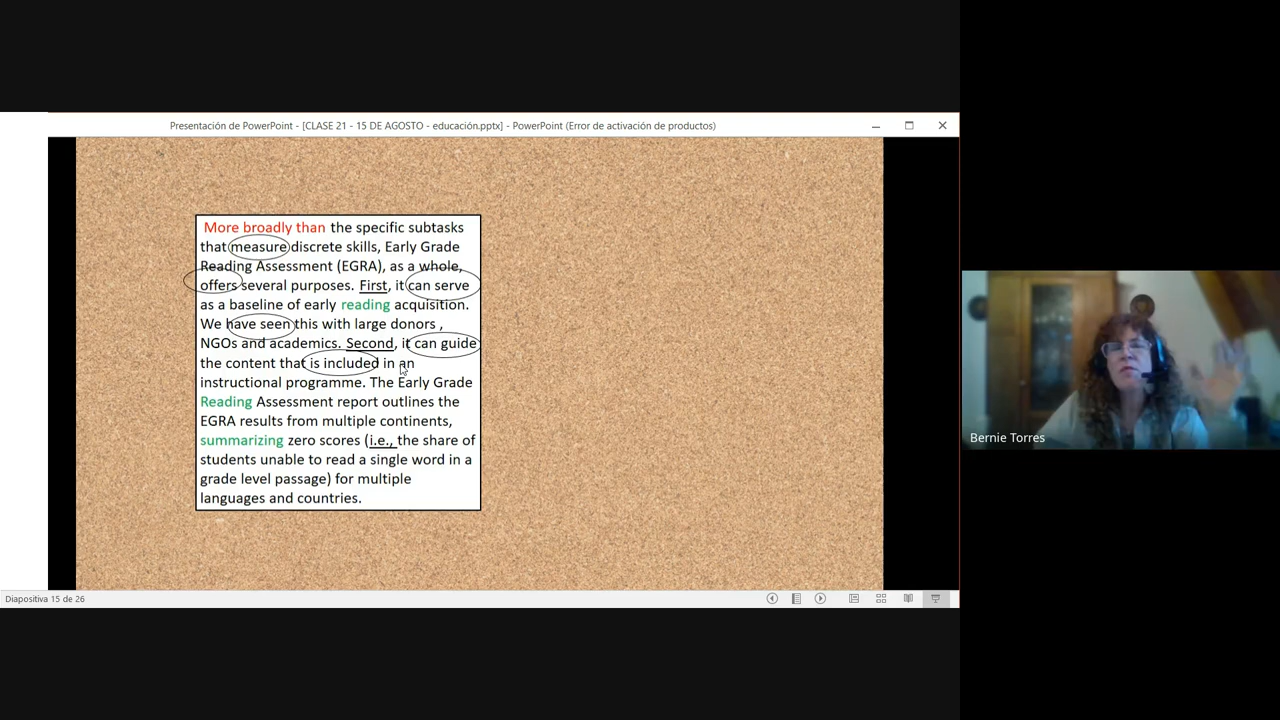 Presentación de PowerPoint - [CLASE 21 - 15 DE AGOSTO - educación.pptx] - PowerPoint (Error de activación de productos)
More broadly than the specific subtasks
that measure discrete skills, Early Grade
Reading Assessment (EGRA), as a whole,
offers several purposes. First, it can serve
as a baseline of early reading acquisition.
We have seen this with large donors ,
NGOs and academics. Second, it can guide
the content that is included in an
instructional programme. The Early Grade
Reading Assessment report outlines the
EGRA results from multiple continents,
summarizing zero scores (i.e., the share of
students unable to read a single word in a
grade level passage) for multiple
languages and countries.
Bernie Torres
Diapositiva 15 de 26